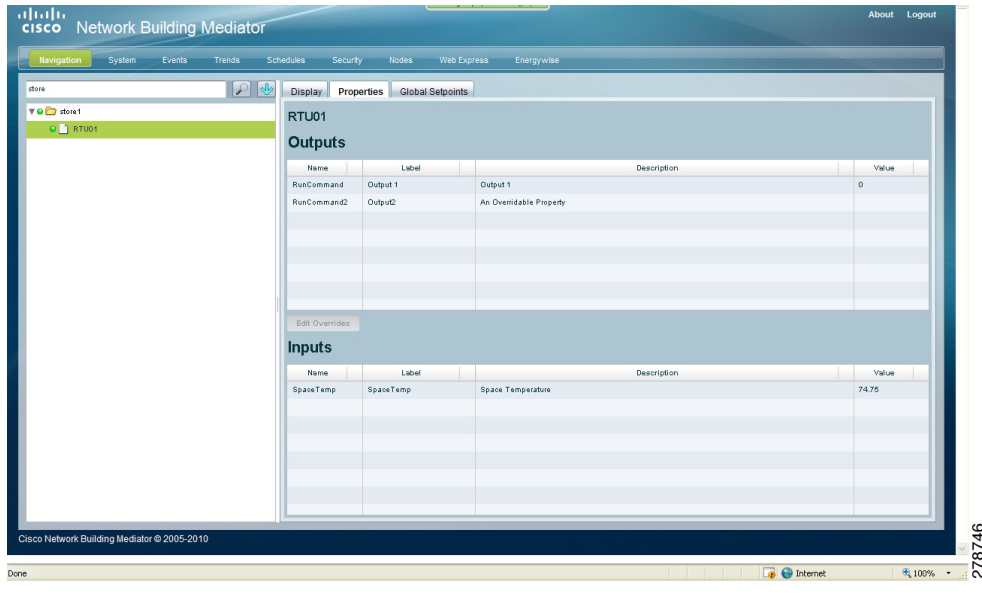 About Logout
CISCO Network Building Mediator
Navigation System Events Trends Schedules Security Nodes Web Express Energywise
store
Display Properties Global Setpoints
store1
RTU01
RTU01
Outputs
Name Label Description Value
RunCommand Output 1 Output 1 0
RunCommand2 Output2 An Overridable Property
Edit Overrides
Inputs
Name Label Description Value
SpaceTemp SpaceTemp Space Temperature 74.75
Cisco Network Building Mediator © 2005-2010
Done Internet 100%
278746